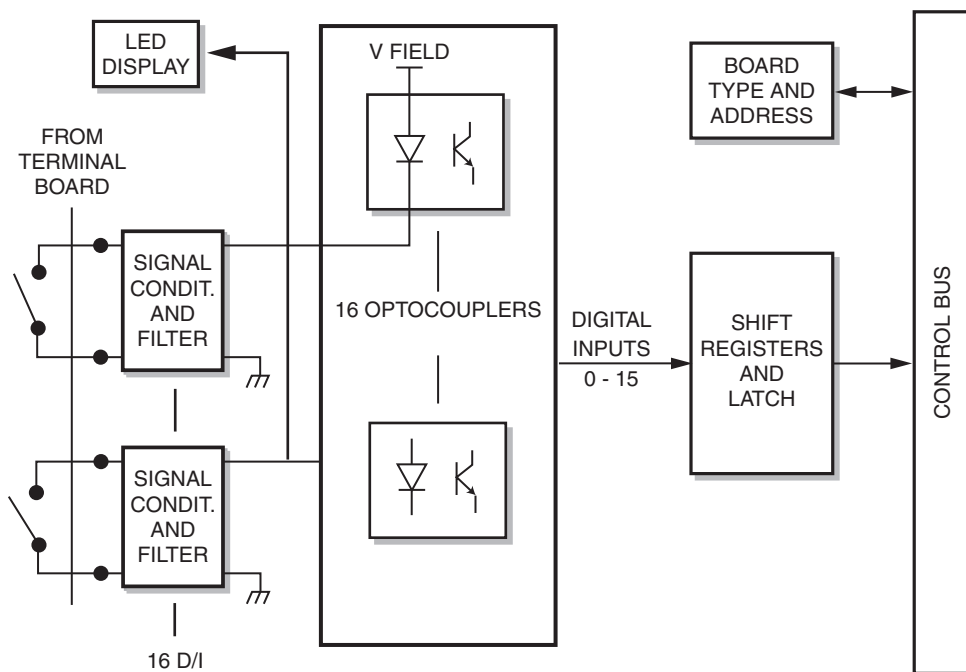 LED
DISPLAY
V FIELD
BOARD
TYPE AND
ADDRESS
FROM
TERMINAL
BOARD
SIGNAL
CONDIT.
AND
FILTER
16 OPTOCOUPLERS
DIGITAL
INPUTS
0 - 15
SHIFT
REGISTERS
AND
LATCH
CONTROL BUS
SIGNAL
CONDIT.
AND
FILTER
16 D/I